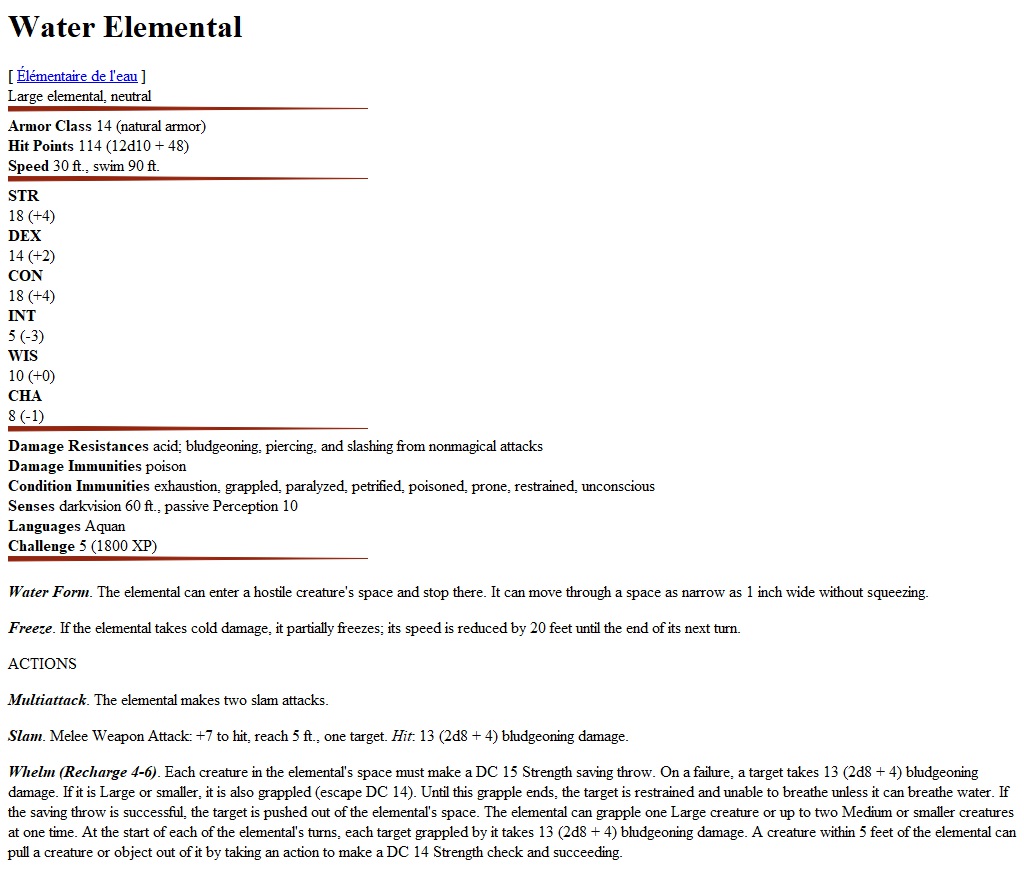 Water Elemental
[ Élémentaire de l'eau ]
Large elemental, neutral
Armor Class 14 (natural armor)
Hit Points 114 (12d10 + 48)
Speed 30 ft., swim 90 ft.
STR
18 (+4)
DEX
14 (+2)
CON
18 (+4)
INT
5 (-3)
WIS
10 (+0)
CHA
8 (-1)
Damage Resistances acid; bludgeoning, piercing, and slashing from nonmagical attacks
Damage Immunities poison
Condition Immunities exhaustion, grappled, paralyzed, petrified, poisoned, prone, restrained, unconscious
Senses darkvision 60 ft., passive Perception 10
Languages Aquan
Challenge 5 (1800 XP)
Water Form. The elemental can enter a hostile creature's space and stop there. It can move through a space as narrow as 1 inch wide without squeezing.
Freeze. If the elemental takes cold damage, it partially freezes; its speed is reduced by 20 feet until the end of its next turn.
ACTIONS
Multiattack. The elemental makes two slam attacks.
Slam. Melee Weapon Attack: +7 to hit, reach 5 ft., one target. Hit: 13 (2d8 + 4) bludgeoning damage.
Whelm (Recharge 4-6). Each creature in the elemental's space must make a DC 15 Strength saving throw. On a failure, a target takes 13 (2d8 + 4) bludgeoning
damage. If it is Large or smaller, it is also grappled (escape DC 14). Until this grapple ends, the target is restrained and unable to breathe unless it can breathe water. If
the saving throw is successful, the target is pushed out of the elemental's space. The elemental can grapple one Large creature or up to two Medium or smaller creatures
at one time. At the start of each of the elemental's turns, each target grappled by it takes 13 (2d8 + 4) bludgeoning damage. A creature within 5 feet of the elemental can
pull a creature or object out of it by taking an action to make a DC 14 Strength check and succeeding.